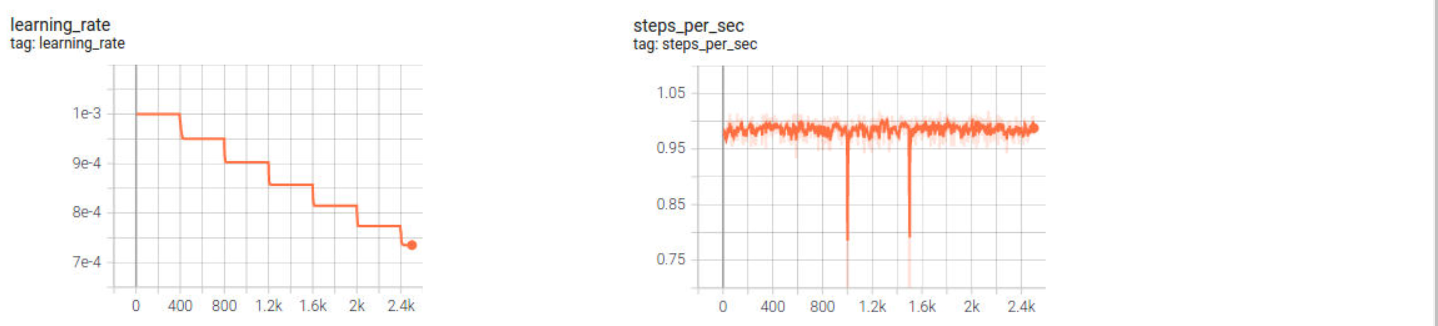 learning_rate
tag: learning_rate
1e-3
9e-4
8e-4
7e-4
0 400 800 1.2k 1.6k 2k 2.4k
steps_per_sec
tag: steps_per_sec
1.05
0.95
0.85
0.75
0 400 800 1.2k 1.6k 2k 2.4k